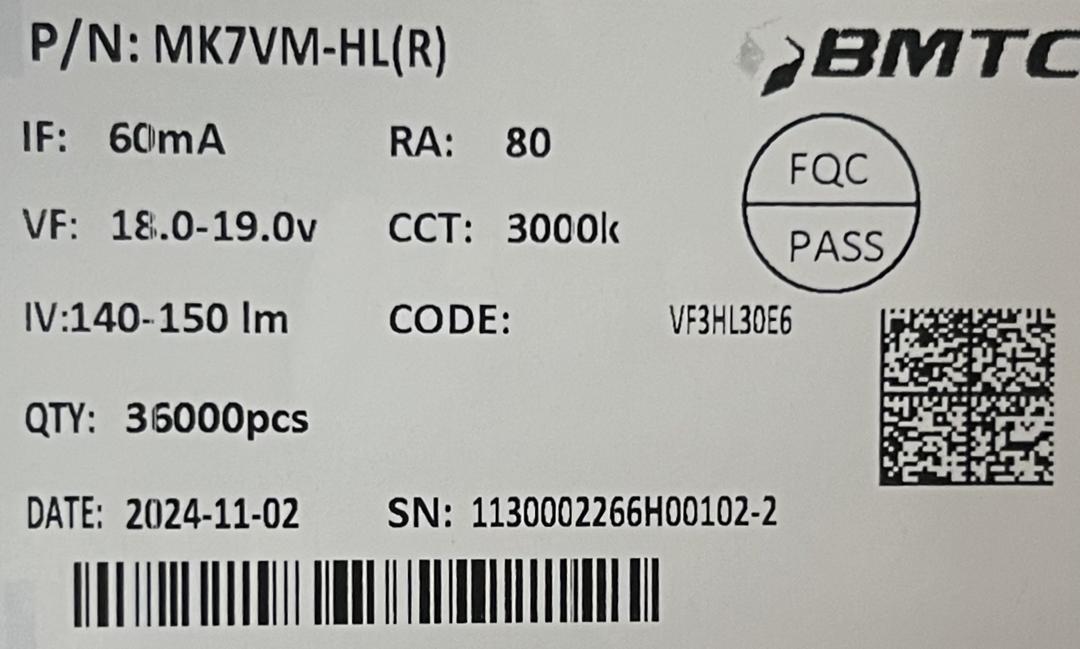 P/N: MK7VM-HL(R)
BMTC
IF: 60mA RA: 80
FQC
PASS
VF: 18.0-19.0v CCT: 3000k
IV:140-150 lm CODE: VF3HL30E6
QTY: 36000pcs
DATE: 2024-11-02 SN: 1130002266H00102-2